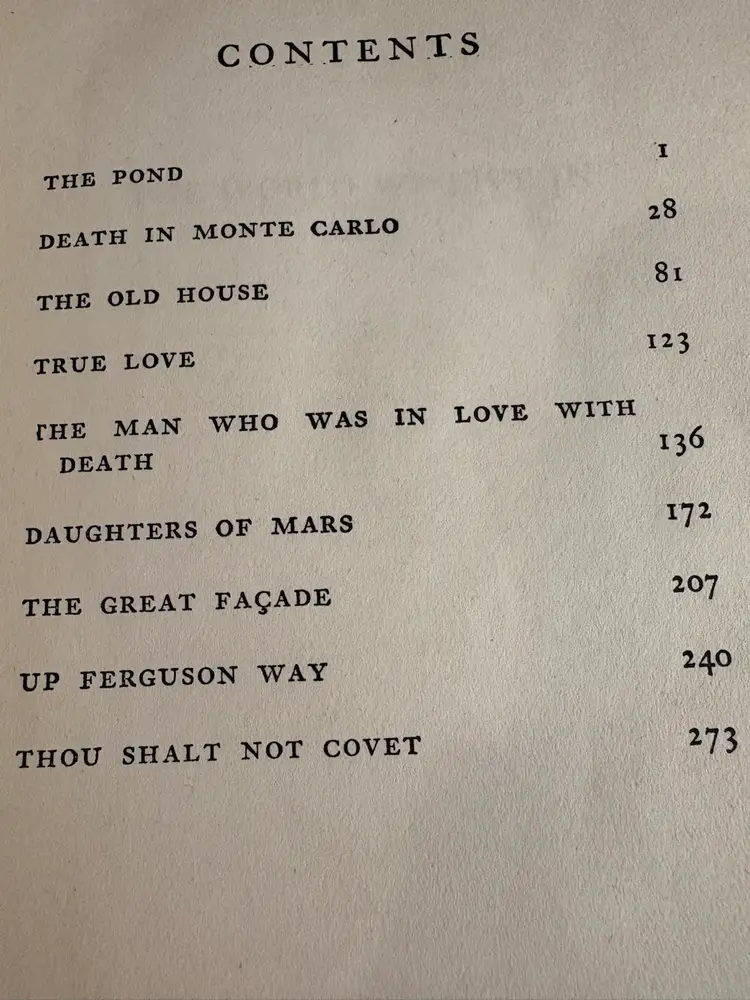 CONTENTS
THE POND 1
DEATH IN MONTE CARLO 28
THE OLD HOUSE 81
TRUE LOVE 123
THE MAN WHO WAS IN LOVE WITH
DEATH 136
DAUGHTERS OF MARS 172
THE GREAT FAÇADE 207
UP FERGUSON WAY 240
THOU SHALT NOT COVET 273